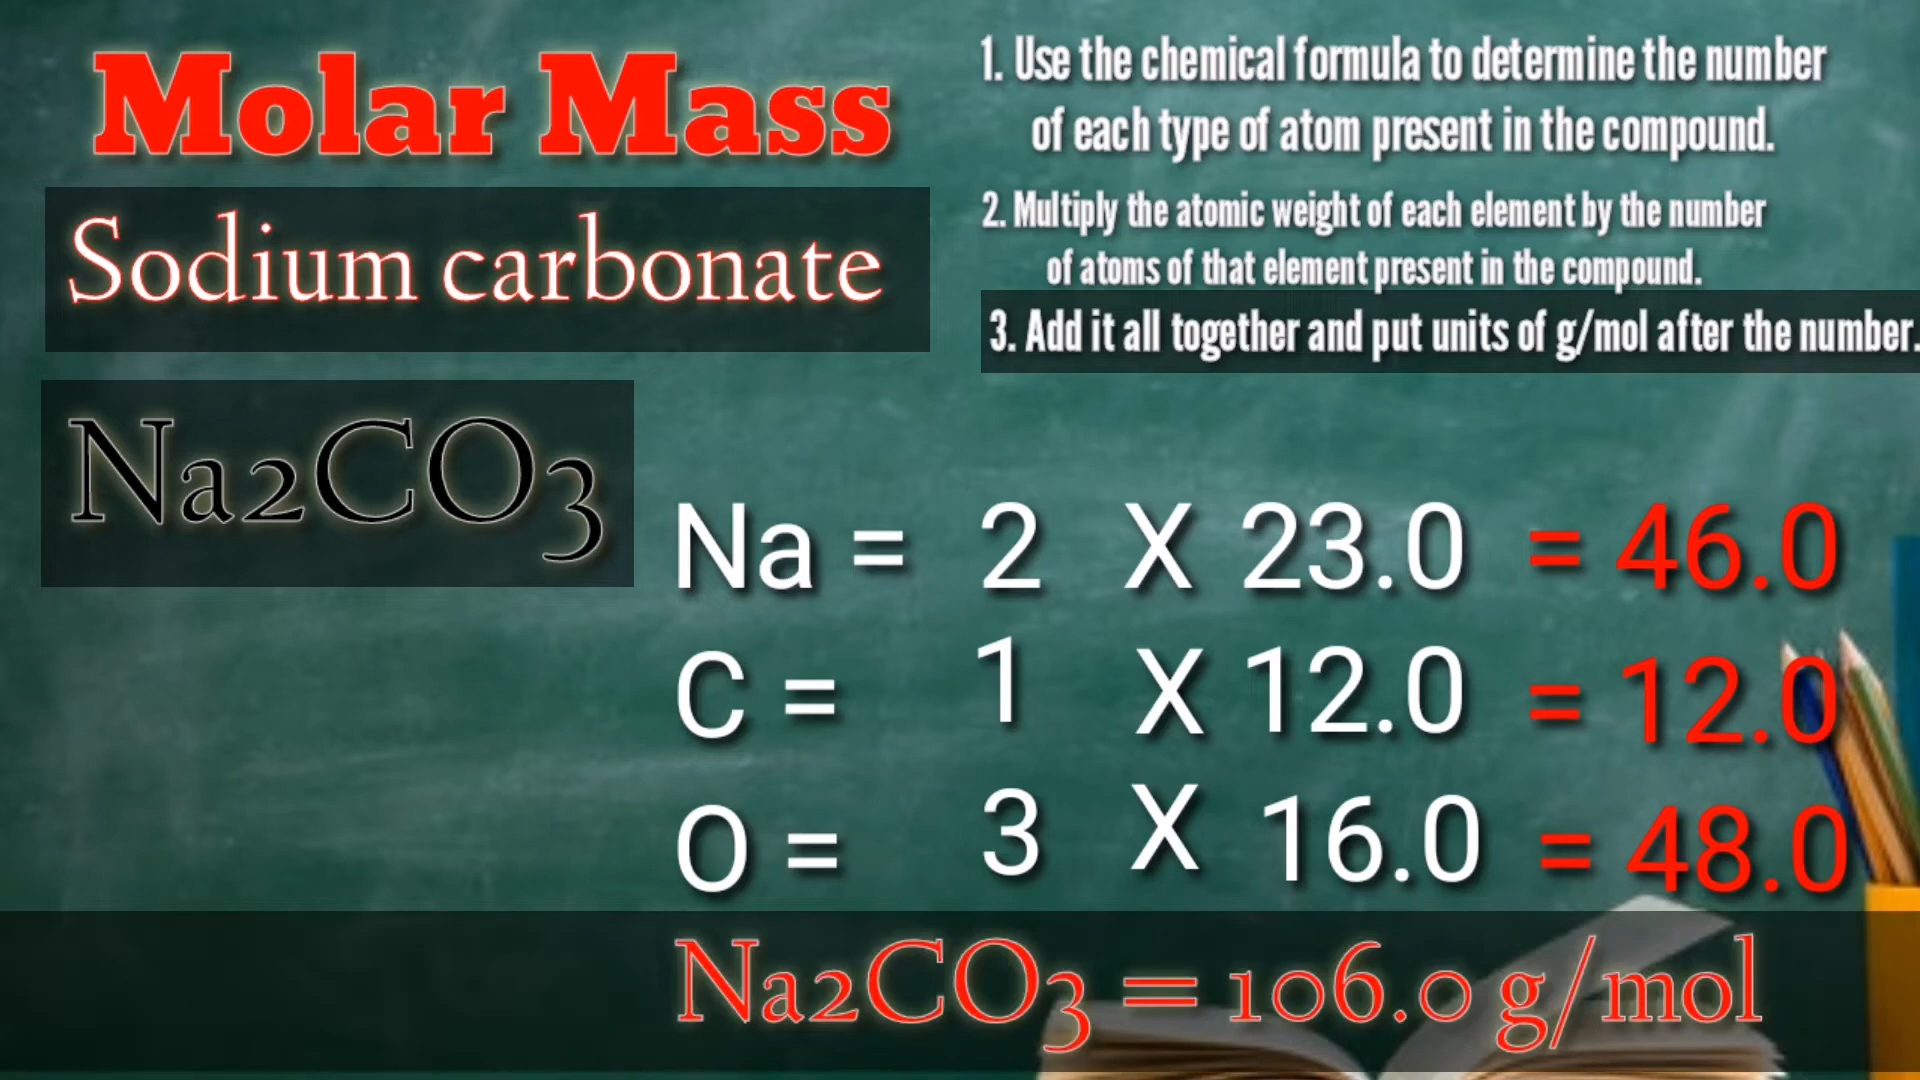 Molar Mass
Sodium carbonate
Na2CO3
1. Use the chemical formula to determine the number
of each type of atom present in the compound.
2. Multiply the atomic weight of each element by the number
of atoms of that element present in the compound.
3. Add it all together and put units of g/mol after the number.
Na = 2 X 23.0 = 46.0
C = 1 X 12.0 = 12.0
O = 3 X 16.0 = 48.0
Na2CO3 = 106.0 g/mol